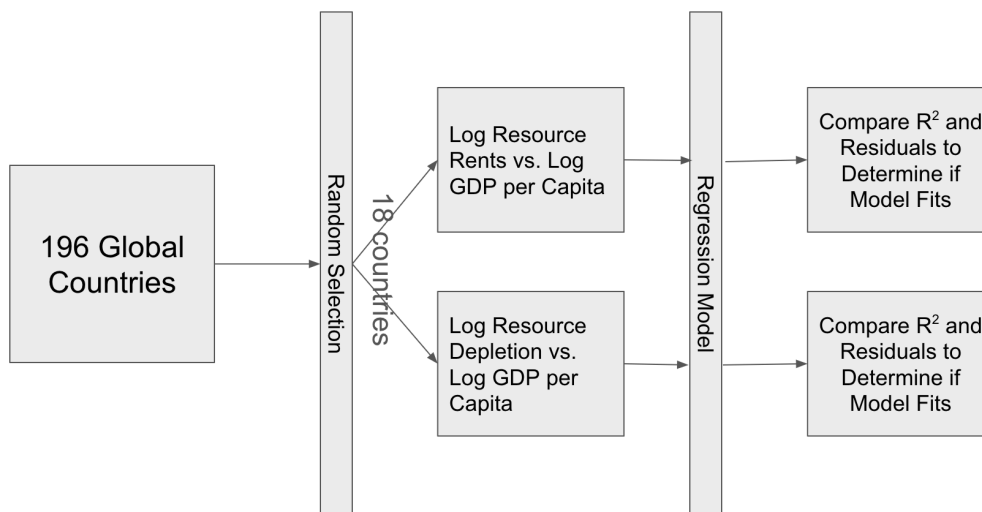 196 Global
Countries
Random Selection
18 countries
Log Resource
Rents vs. Log
GDP per Capita
Log Resource
Depletion vs.
Log GDP per
Capita
Regression Model
Compare R² and
Residuals to
Determine if
Model Fits
Compare R² and
Residuals to
Determine if
Model Fits